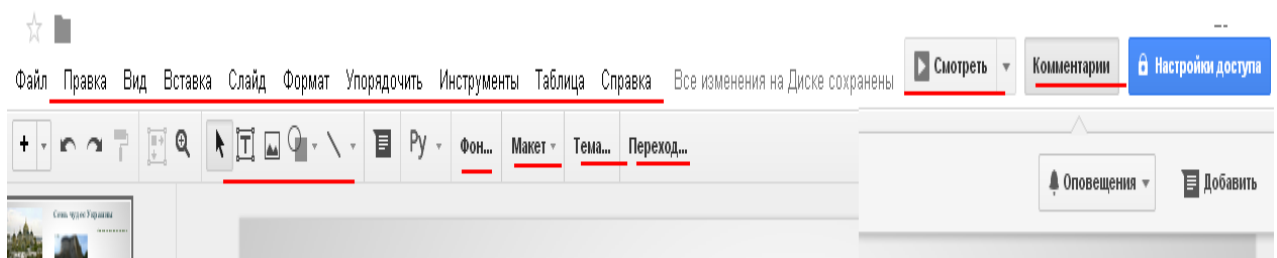 Файл Правка Вид Вставка Слайд Формат Упорядочить Инструменты Таблица Справка Все изменения на Диске сохранены Смотреть Комментарии Настройки доступа
+ T Ру Фон... Макет Тема... Переход...
Оповещения Добавить
Семь чудес Украины